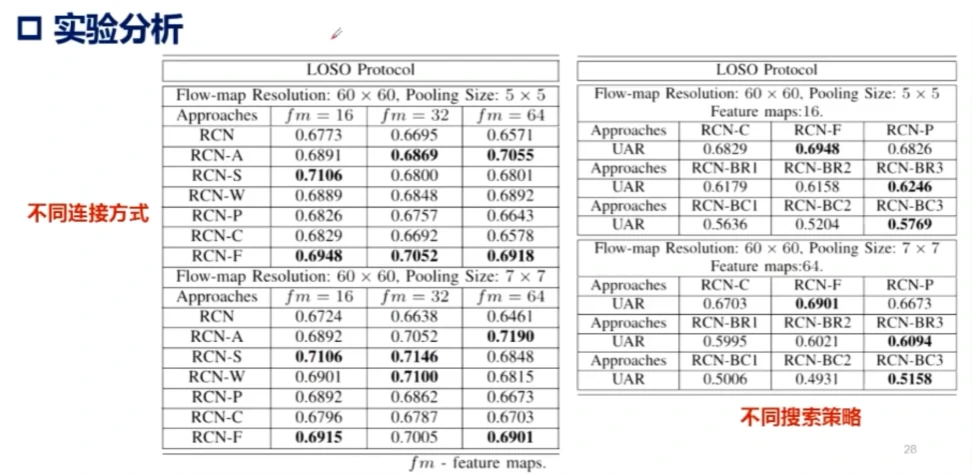 实验分析
不同连接方式
LOSO Protocol
Flow-map Resolution: 60 × 60, Pooling Size: 5 × 5
Approaches fm = 16 fm = 32 fm = 64
RCN 0.6773 0.6695 0.6571
RCN-A 0.6891 0.6869 0.7055
RCN-S 0.7106 0.6800 0.6801
RCN-W 0.6889 0.6848 0.6892
RCN-P 0.6826 0.6757 0.6643
RCN-C 0.6829 0.6692 0.6578
RCN-F 0.6948 0.7052 0.6918
Flow-map Resolution: 60 × 60, Pooling Size: 7 × 7
Approaches fm = 16 fm = 32 fm = 64
RCN 0.6724 0.6638 0.6461
RCN-A 0.6892 0.7052 0.7190
RCN-S 0.7106 0.7146 0.6848
RCN-W 0.6901 0.7100 0.6815
RCN-P 0.6892 0.6862 0.6673
RCN-C 0.6796 0.6787 0.6703
RCN-F 0.6915 0.7005 0.6901
fm - feature maps.
LOSO Protocol
Flow-map Resolution: 60 × 60, Pooling Size: 5 × 5
Feature maps:16.
Approaches RCN-C RCN-F RCN-P
UAR 0.6829 0.6948 0.6826
Approaches RCN-BR1 RCN-BR2 RCN-BR3
UAR 0.6179 0.6158 0.6246
Approaches RCN-BC1 RCN-BC2 RCN-BC3
UAR 0.5636 0.5204 0.5769
Flow-map Resolution: 60 × 60, Pooling Size: 7 × 7
Feature maps:64.
Approaches RCN-C RCN-F RCN-P
UAR 0.6703 0.6901 0.6673
Approaches RCN-BR1 RCN-BR2 RCN-BR3
UAR 0.5995 0.6021 0.6094
Approaches RCN-BC1 RCN-BC2 RCN-BC3
UAR 0.5006 0.4931 0.5158
不同搜索策略
28